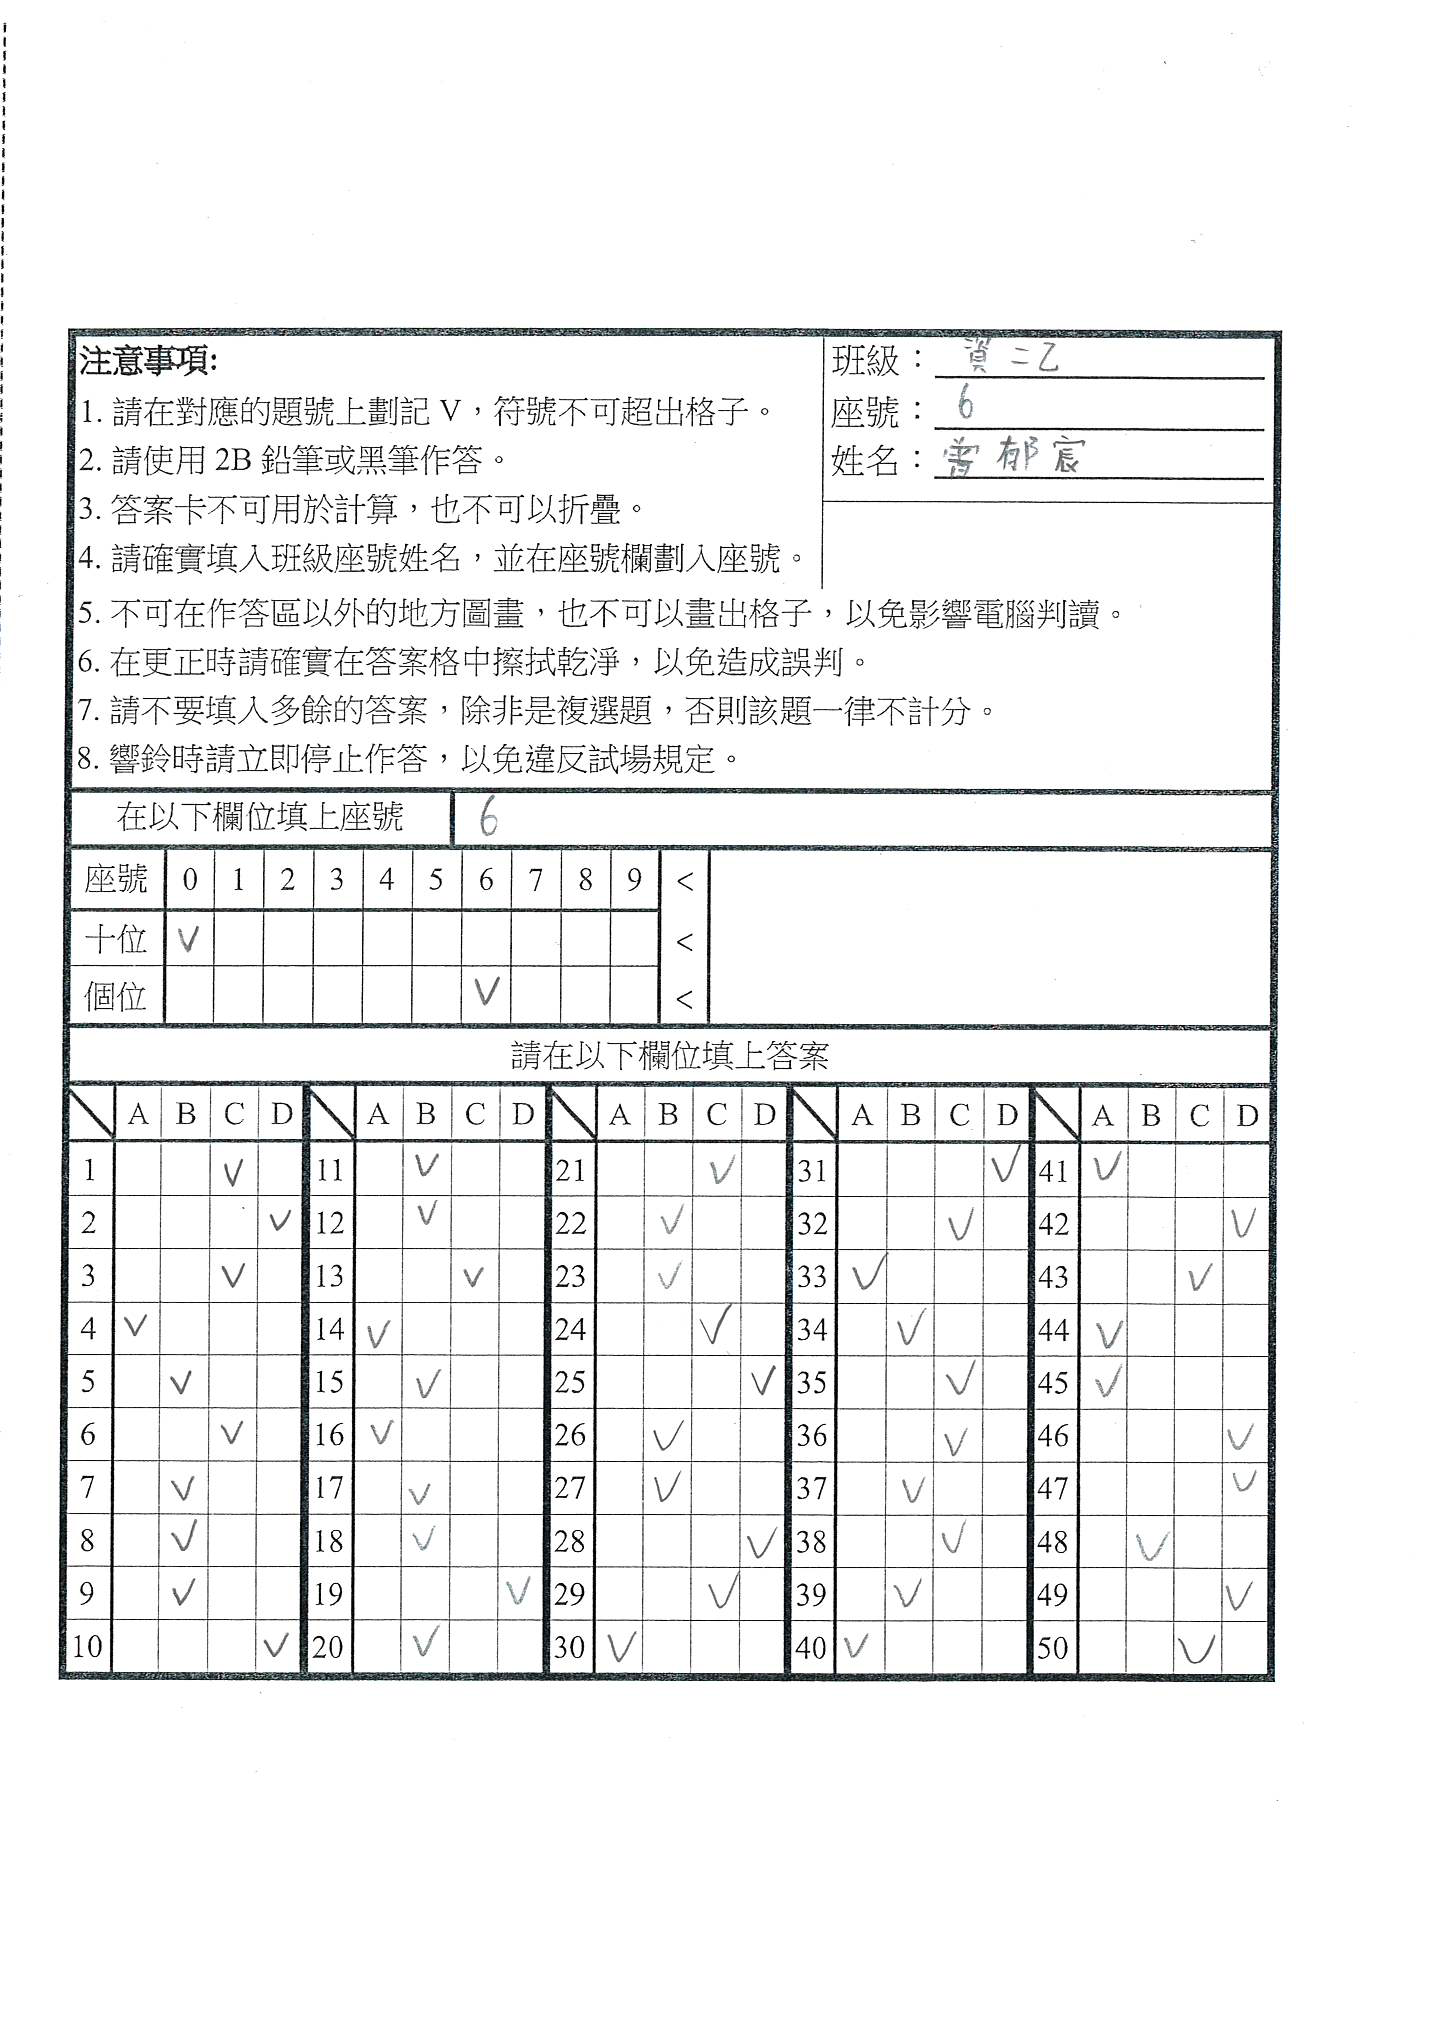 注意事項:
1. 請在對應的題號上劃記 V，符號不可超出格子。
2. 請使用 2B 鉛筆或黑筆作答。
3. 答案卡不可用於計算，也不可以折疊。
4. 請確實填入班級座號姓名，並在座號欄劃入座號。
班級：資二乙
座號：6
姓名：曾郁宸
5. 不可在作答區以外的地方圖畫，也不可以畫出格子，以免影響電腦判讀。
6. 在更正時請確實在答案格中擦拭乾淨，以免造成誤判。
7. 請不要填入多餘的答案，除非是複選題，否則該題一律不計分。
8. 響鈴時請立即停止作答，以免違反試場規定。
在以下欄位填上座號 6
座號 0 1 2 3 4 5 6 7 8 9 <
十位 V <
個位 V <
請在以下欄位填上答案
A B C D A B C D A B C D A B C D A B C D
1 V 11 V 21 V 31 V 41 V
2 V 12 V 22 V 32 V 42 V
3 V 13 V 23 V 33 V 43 V
4 V 14 V 24 V 34 V 44 V
5 V 15 V 25 V 35 V 45 V
6 V 16 V 26 V 36 V 46 V
7 V 17 V 27 V 37 V 47 V
8 V 18 V 28 V 38 V 48 V
9 V 19 V 29 V 39 V 49 V
10 V 20 V 30 V 40 V 50 V